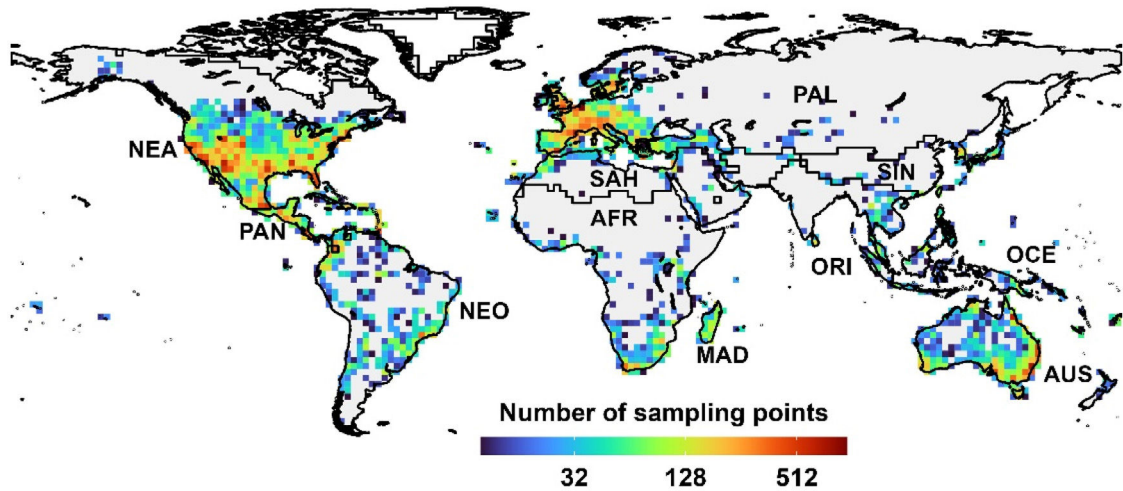 PAL
NEA
SAH
SIN
AFR
PAN
ORI
OCE
NEO
MAD
AUS
Number of sampling points
32 128 512